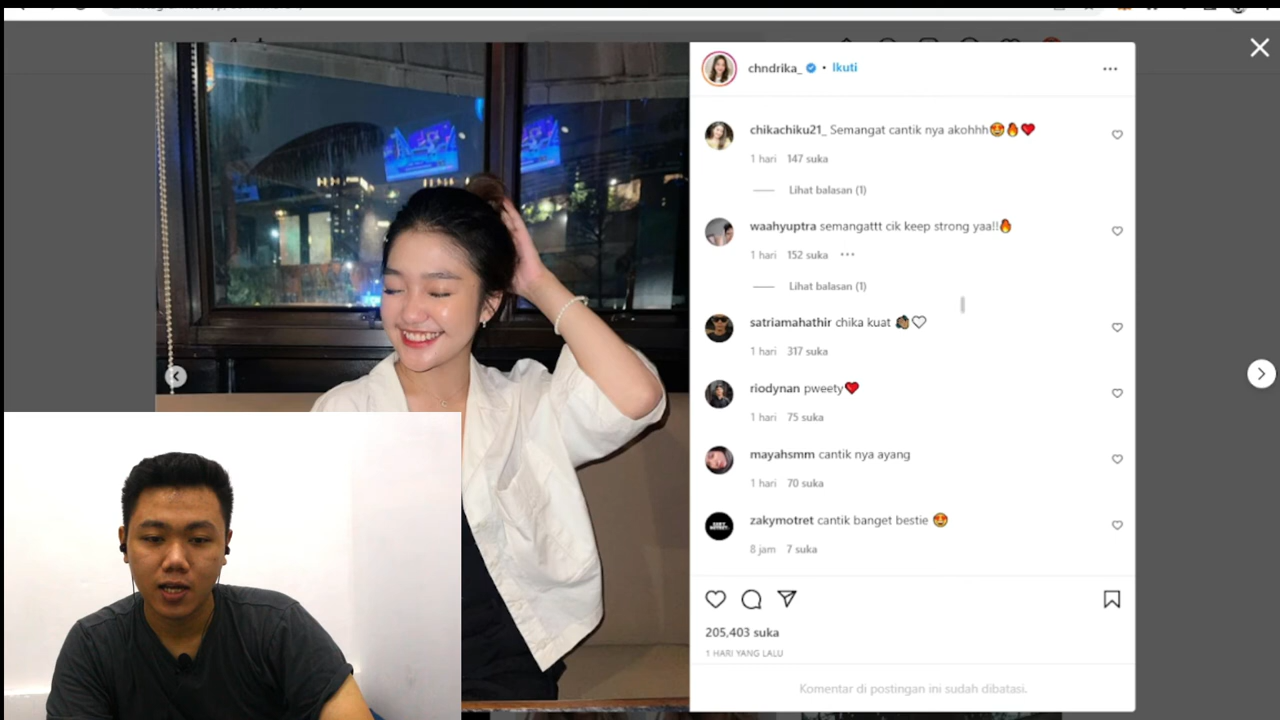 chndrika_ • Ikuti
chikachiku21_ Semangat cantik nya akohhh😍🔥❤️
1 hari 147 suka
Lihat balasan (1)
waahyuptra semangattt cik keep strong yaa!!🔥
1 hari 152 suka
Lihat balasan (1)
satriamahathir chika kuat 👏🏿🤍
1 hari 317 suka
riodynan pweety❤️
1 hari 75 suka
mayahsmm cantik nya ayang
1 hari 70 suka
zakymotret cantik banget bestie 😍
8 jam 7 suka
205,403 suka
1 HARI YANG LALU
Komentar di postingan ini sudah dibatasi.